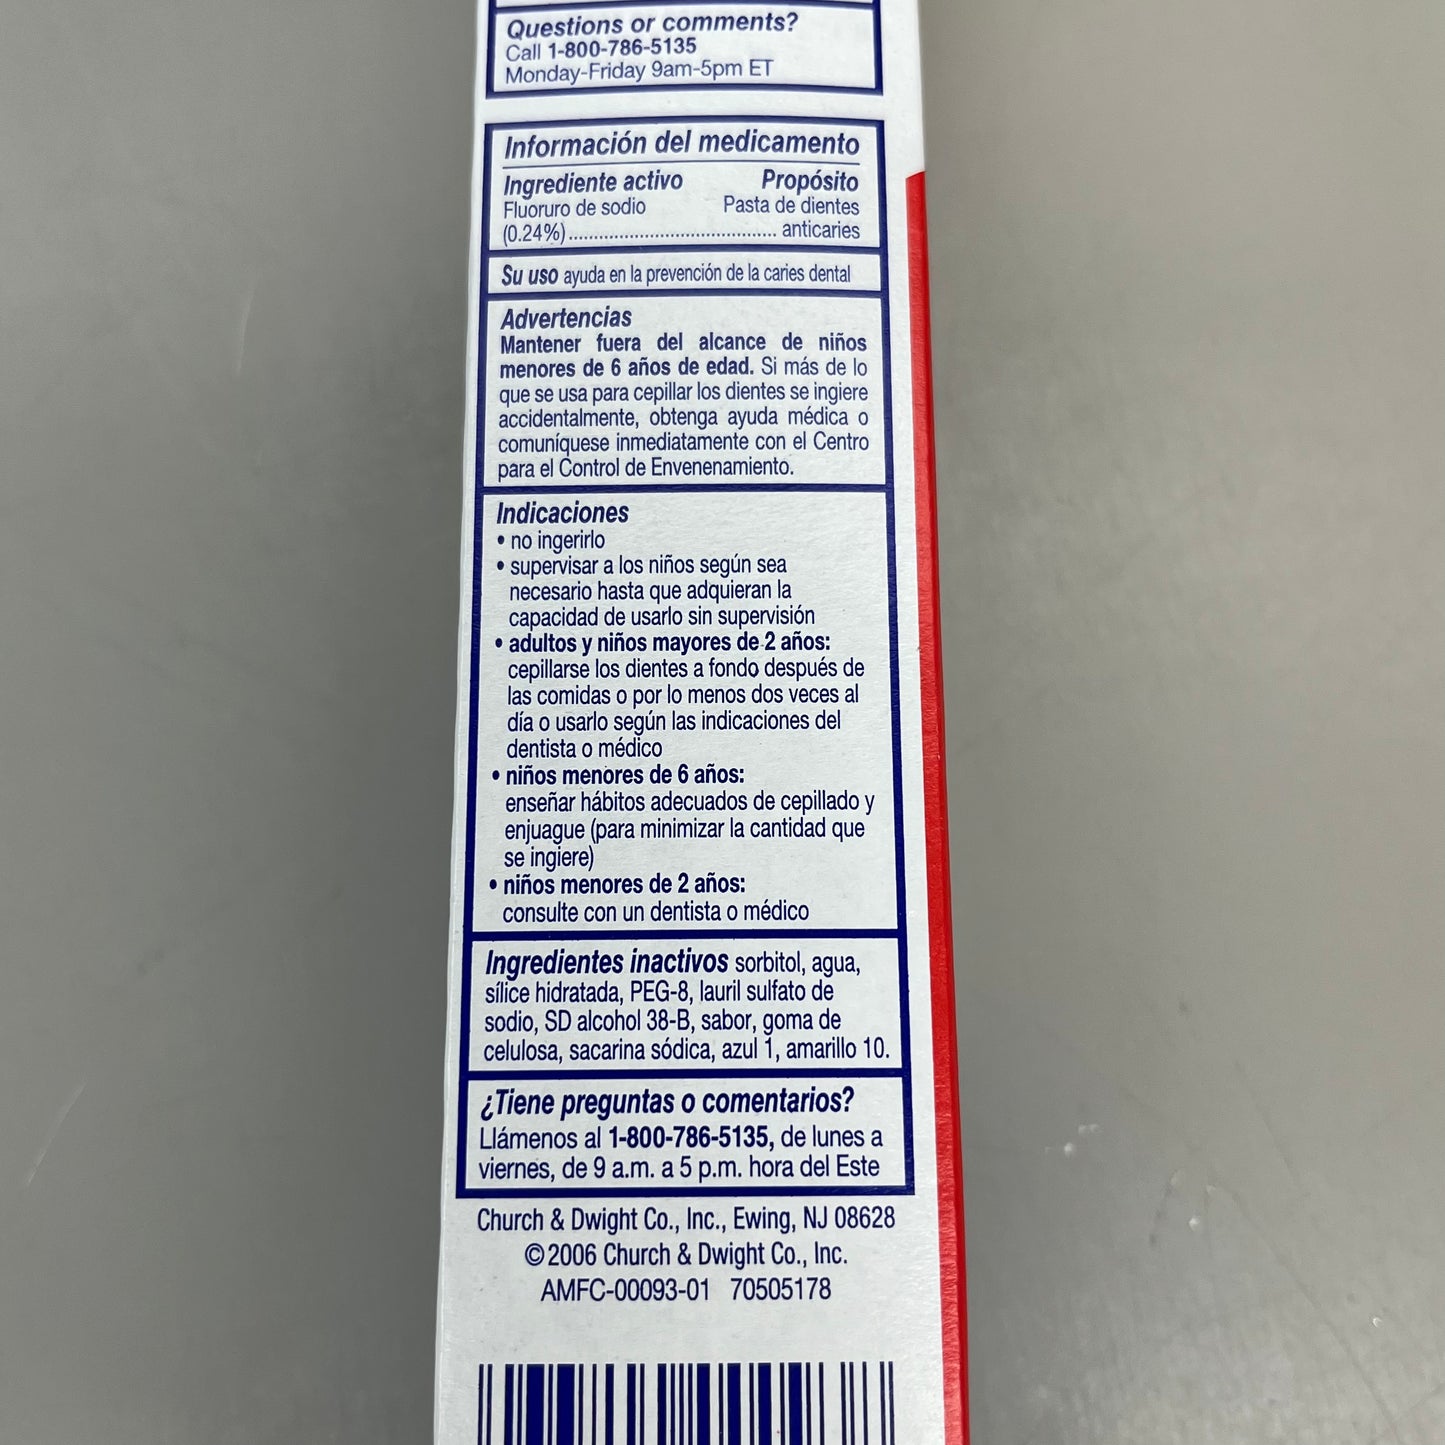 Questions or comments?
Call 1-800-786-5135
Monday-Friday 9am-5pm ET
Información del medicamento
Ingrediente activo Propósito
Fluoruro de sodio Pasta de dientes
(0.24%)......................................... anticaries
Su uso ayuda en la prevención de la caries dental
Advertencias
Mantener fuera del alcance de niños
menores de 6 años de edad. Si más de lo
que se usa para cepillar los dientes se ingiere
accidentalmente, obtenga ayuda médica o
comuníquese inmediatamente con el Centro
para el Control de Envenenamiento.
Indicaciones
• no ingerirlo
• supervisar a los niños según sea
necesario hasta que adquieran la
capacidad de usarlo sin supervisión
• adultos y niños mayores de 2 años:
cepillarse los dientes a fondo después de
las comidas o por lo menos dos veces al
día o usarlo según las indicaciones del
dentista o médico
• niños menores de 6 años:
enseñar hábitos adecuados de cepillado y
enjuague (para minimizar la cantidad que
se ingiere)
• niños menores de 2 años:
consulte con un dentista o médico
Ingredientes inactivos sorbitol, agua,
sílice hidratada, PEG-8, lauril sulfato de
sodio, SD alcohol 38-B, sabor, goma de
celulosa, sacarina sódica, azul 1, amarillo 10.
¿Tiene preguntas o comentarios?
Llámenos al 1-800-786-5135, de lunes a
viernes, de 9 a.m. a 5 p.m. hora del Este
Church & Dwight Co., Inc., Ewing, NJ 08628
©2006 Church & Dwight Co., Inc.
AMFC-00093-01 70505178